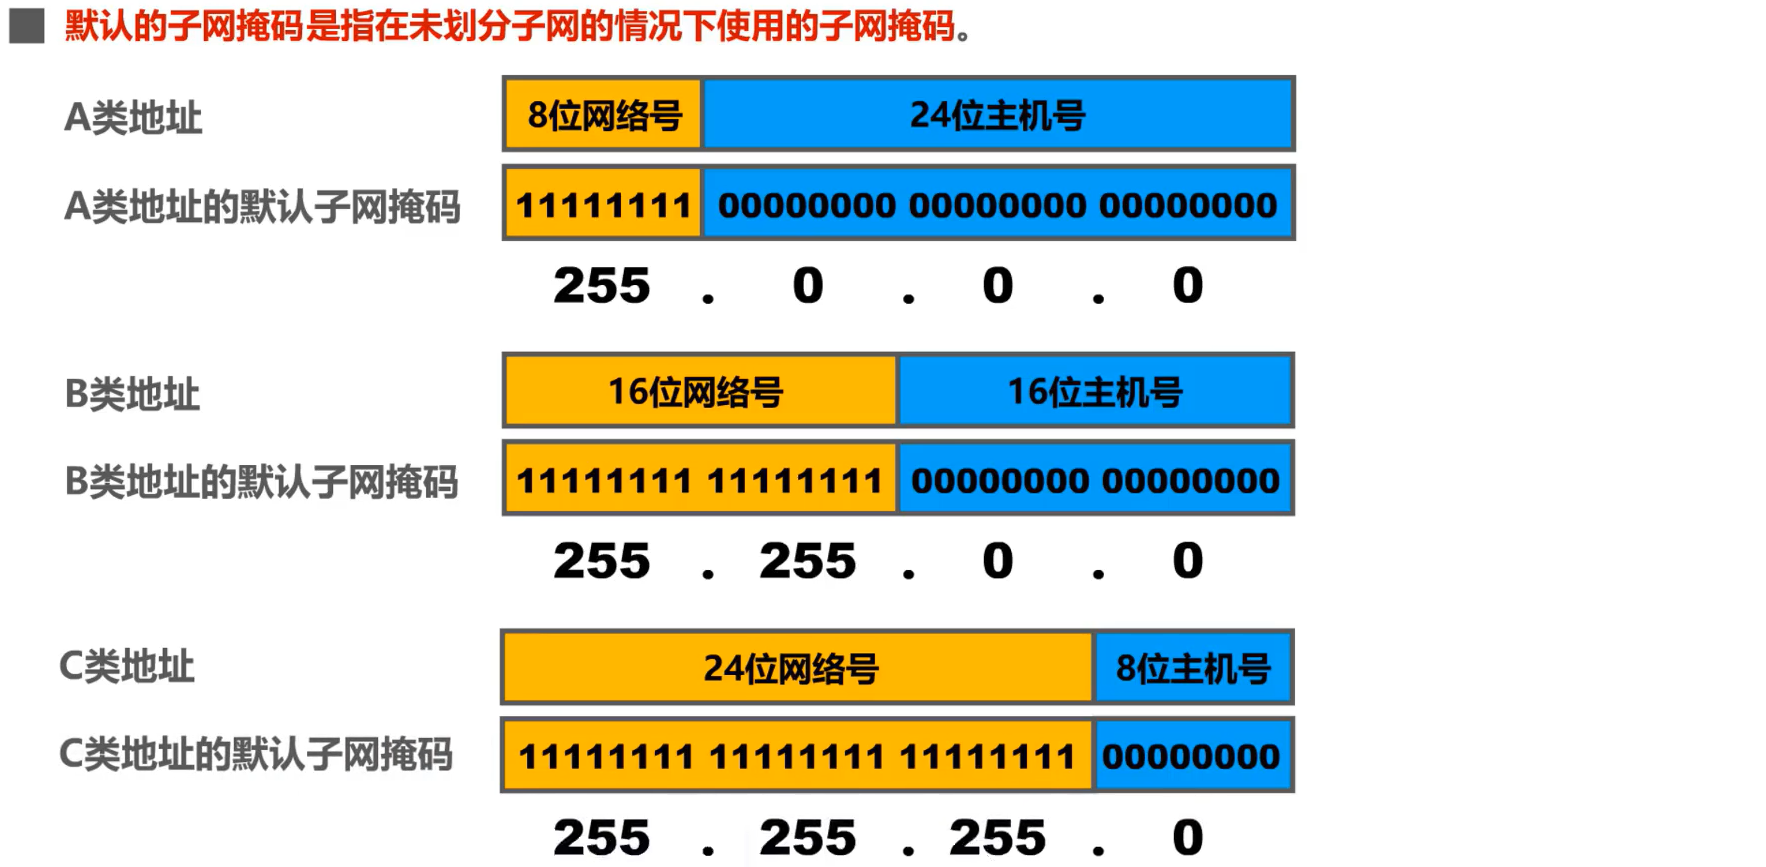 默认的子网掩码是指在未划分子网的情况下使用的子网掩码。
A类地址 8位网络号 24位主机号
A类地址的默认子网掩码 11111111 00000000 00000000 00000000
255 . 0 . 0 . 0
B类地址 16位网络号 16位主机号
B类地址的默认子网掩码 11111111 11111111 00000000 00000000
255 . 255 . 0 . 0
C类地址 24位网络号 8位主机号
C类地址的默认子网掩码 11111111 11111111 11111111 00000000
255 . 255 . 255 . 0